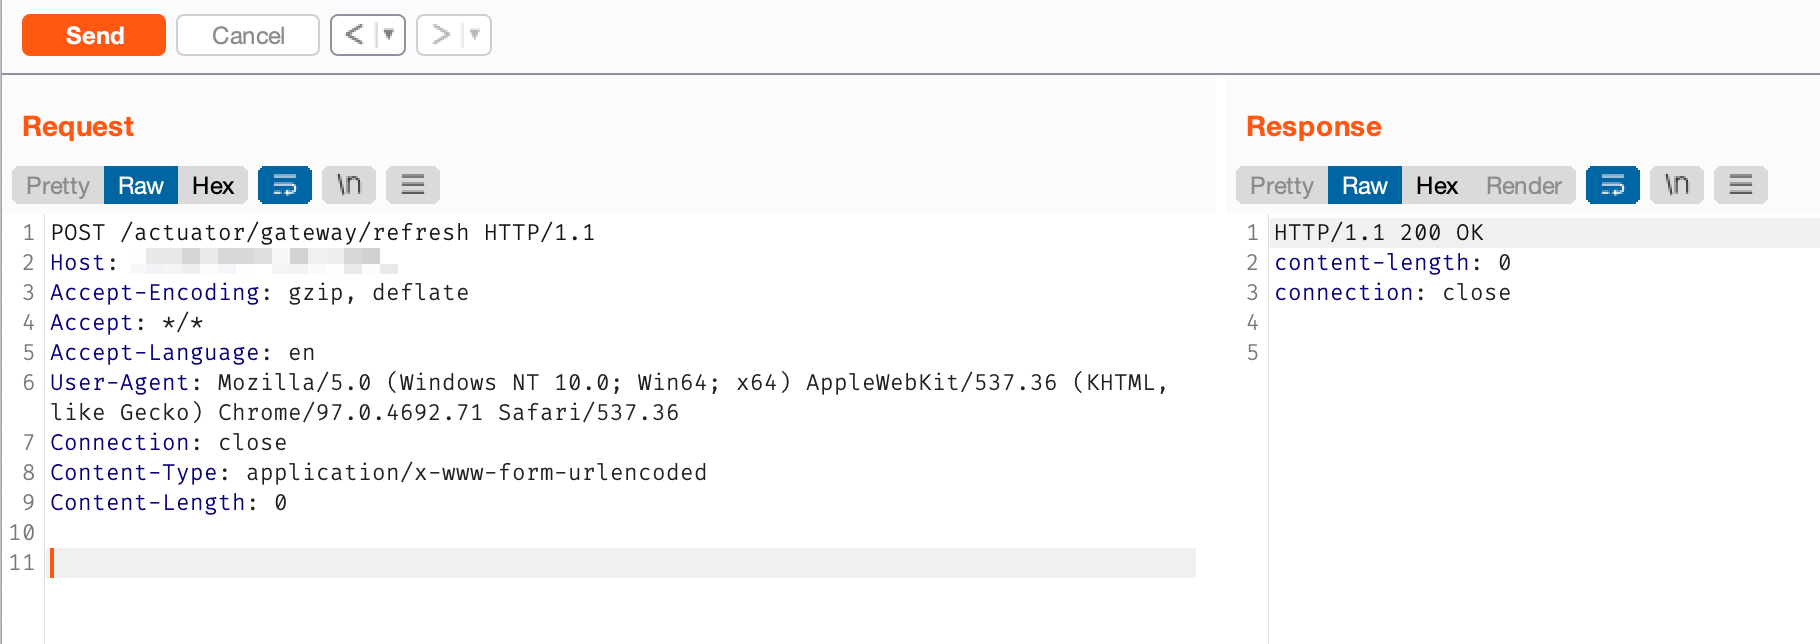 Send Cancel < ▼ > ▼
Request
Pretty Raw Hex \n
1 POST /actuator/gateway/refresh HTTP/1.1
2 Host:
3 Accept-Encoding: gzip, deflate
4 Accept: */*
5 Accept-Language: en
6 User-Agent: Mozilla/5.0 (Windows NT 10.0; Win64; x64) AppleWebKit/537.36 (KHTML,
like Gecko) Chrome/97.0.4692.71 Safari/537.36
7 Connection: close
8 Content-Type: application/x-www-form-urlencoded
9 Content-Length: 0
10
11
Response
Pretty Raw Hex Render \n
1 HTTP/1.1 200 OK
2 content-length: 0
3 connection: close
4
5